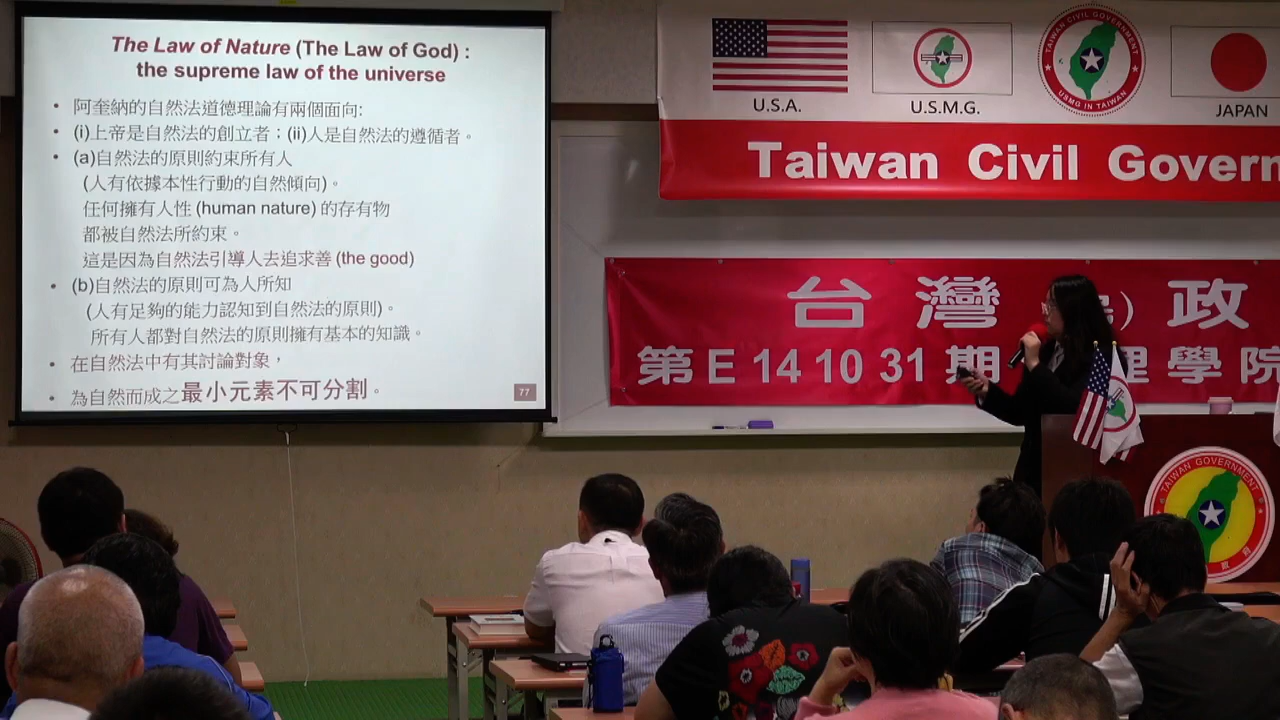 The Law of Nature (The Law of God) :
the supreme law of the universe
• 阿奎納的自然法道德理論有兩個面向:
• (i)上帝是自然法的創立者；(ii)人是自然法的遵循者。
• (a)自然法的原則約束所有人
(人有依據本性行動的自然傾向)。
任何擁有人性 (human nature) 的存有物
都被自然法所約束。
這是因為自然法引導人去追求善 (the good)
• (b)自然法的原則可為人所知
(人有足夠的能力認知到自然法的原則)。
所有人都對自然法的原則擁有基本的知識。
• 在自然法中有其討論對象，
• 為自然而成之最小元素不可分割。
77
U.S.A.
U.S.M.G.
TAIWAN CIVIL GOVERNMENT
USMG IN TAIWAN
JAPAN
Taiwan Civil Govern
台灣 政
第E 14 10 31 期 理學院
TAIWAN GOVERNMENT